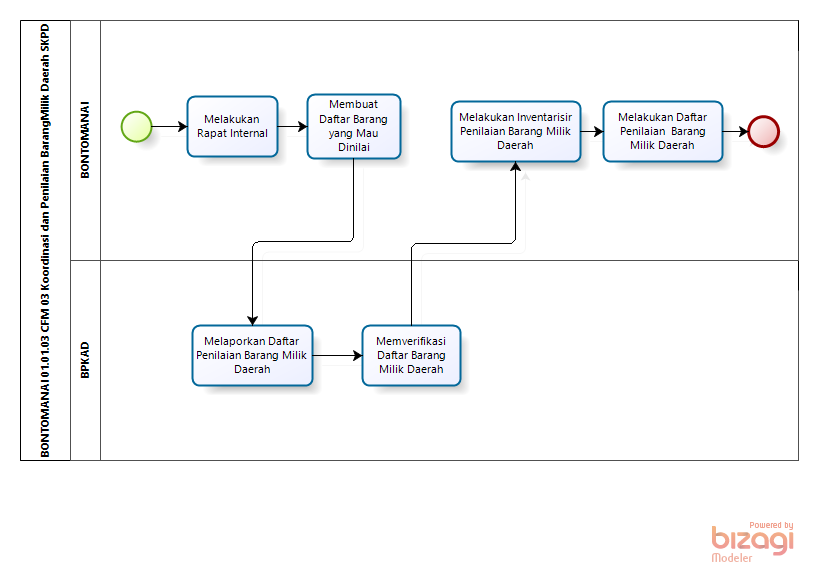 BONTOMANAI 01.01.03 CFM 03 Koordinasi dan Penilaian BarangMilik Daerah SKPD
BONTOMANAI
Melakukan
Rapat Internal
Membuat
Daftar Barang
yang Mau
Dinilai
Melakukan Inventarisir
Penilaian Barang Milik
Daerah
Melakukan Daftar
Penilaian Barang
Milik Daerah
BPKAD
Melaporkan Daftar
Penilaian Barang Milik
Daerah
Memverifikasi
Daftar Barang
Milik Daerah
Powered by
bizagi
Modeler